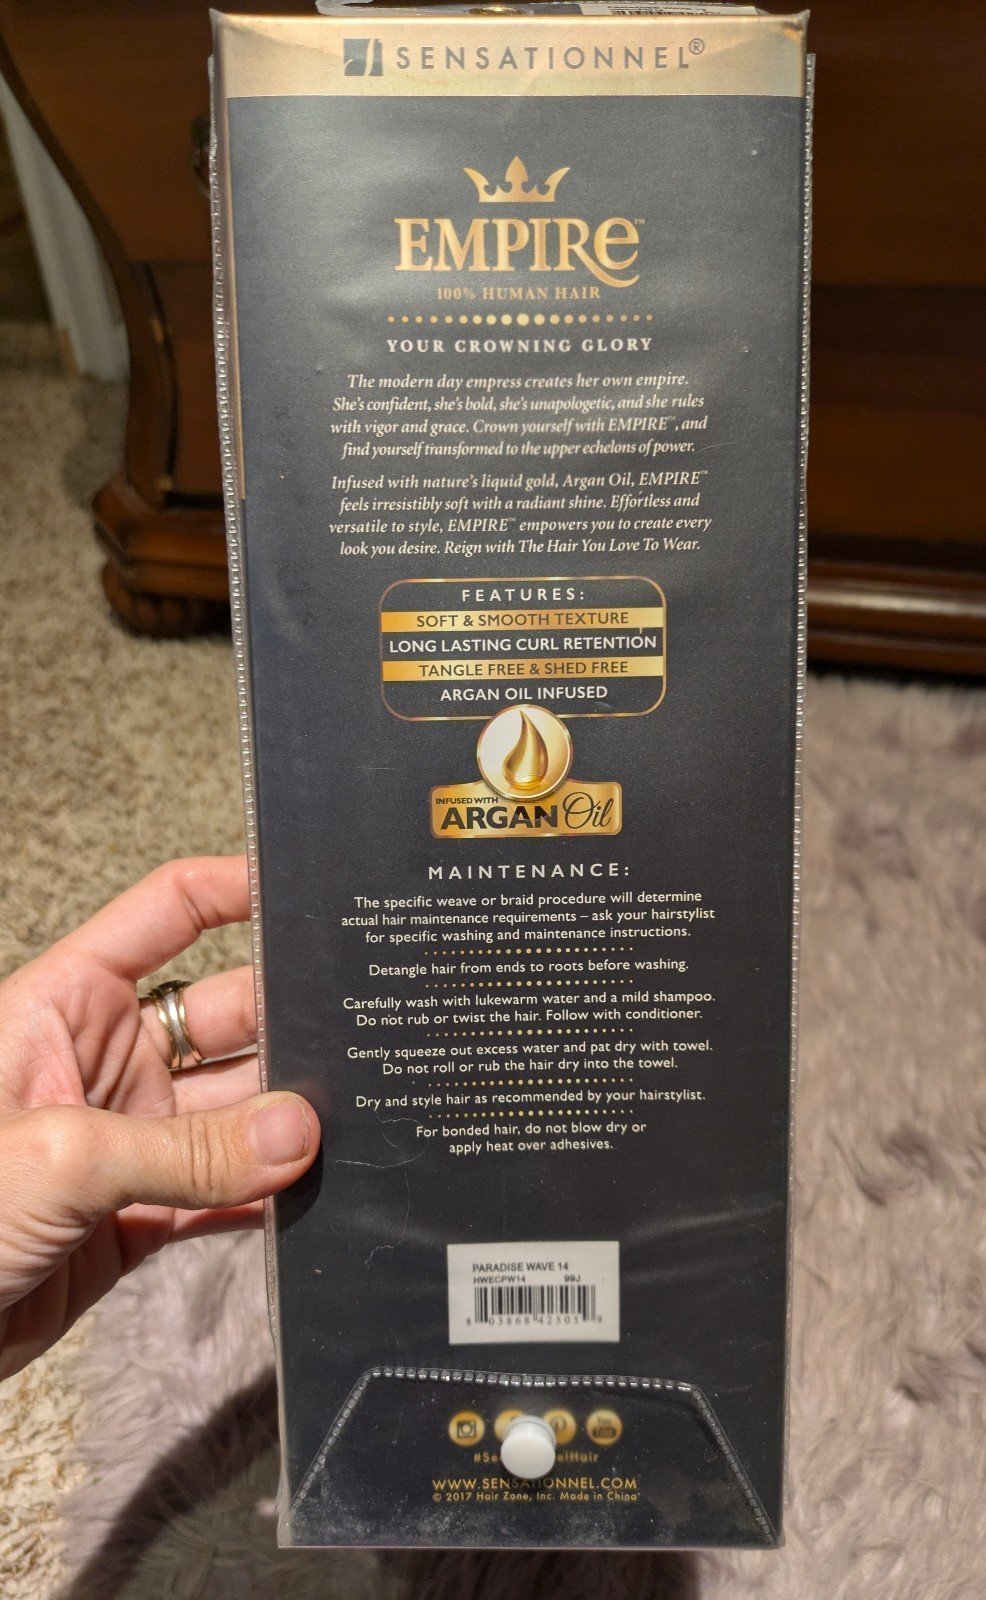 SENSATIONNEL®
EMPIRe™
100% HUMAN HAIR
YOUR CROWNING GLORY
The modern day empress creates her own empire.
She's confident, she's bold, she's unapologetic, and she rules
with vigor and grace. Crown yourself with EMPIRE™, and
find yourself transformed to the upper echelons of power.
Infused with nature's liquid gold, Argan Oil, EMPIRE™
feels irresistibly soft with a radiant shine. Effortless and
versatile to style, EMPIRE™ empowers you to create every
look you desire. Reign with The Hair You Love To Wear.
FEATURES:
SOFT & SMOOTH TEXTURE
LONG LASTING CURL RETENTION
TANGLE FREE & SHED FREE
ARGAN OIL INFUSED
INFUSED WITH
ARGAN Oil
MAINTENANCE:
The specific weave or braid procedure will determine
actual hair maintenance requirements – ask your hairstylist
for specific washing and maintenance instructions.
Detangle hair from ends to roots before washing.
Carefully wash with lukewarm water and a mild shampoo.
Do not rub or twist the hair. Follow with conditioner.
Gently squeeze out excess water and pat dry with towel.
Do not roll or rub the hair dry into the towel.
Dry and style hair as recommended by your hairstylist.
For bonded hair, do not blow dry or
apply heat over adhesives.
PARADISE WAVE 14
HWECPW14 99J
8 03868 42505 9
You Tube
WWW.SENSATIONNEL.COM
© 2017 Hair Zone, Inc. Made in China